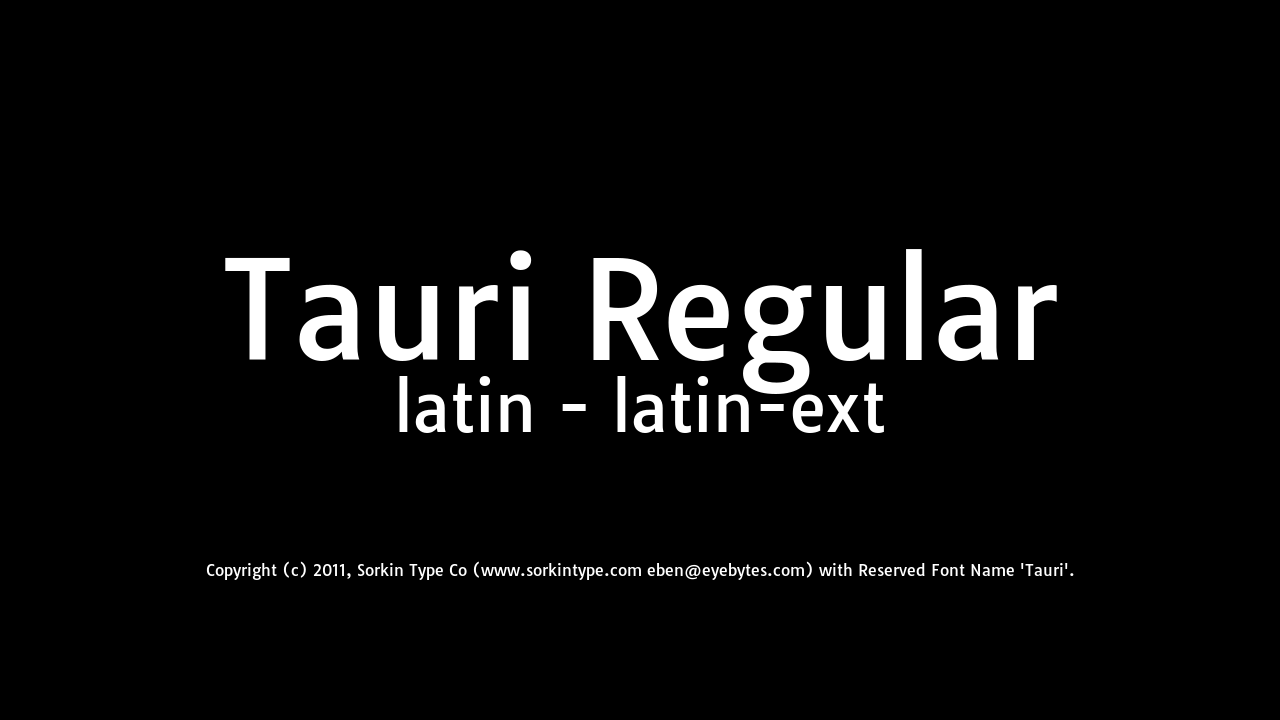 Tauri Regular
latin - latin-ext
Copyright (c) 2011, Sorkin Type Co (www.sorkintype.com eben@eyebytes.com) with Reserved Font Name 'Tauri'.